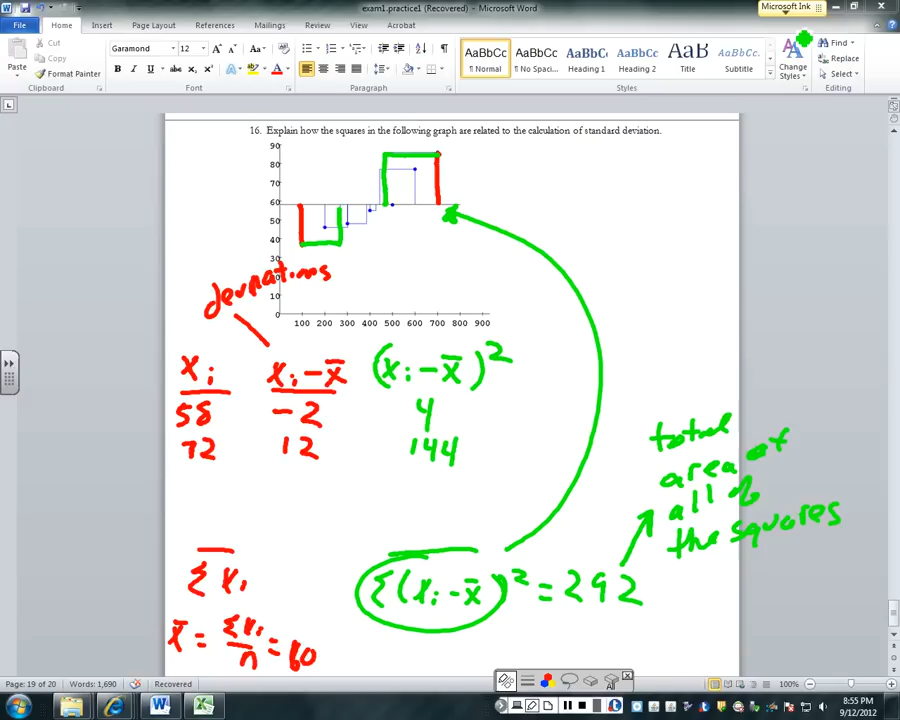 exam1.practice1 (Recovered) - Microsoft Word
Microsoft Ink
File Home Insert Page Layout References Mailings Review View Acrobat
Cut
Copy
Format Painter
Paste
Garamond 12
Clipboard Font Paragraph Styles Editing
AaBbCc AaBbCc AaBbCc AaBbCc AaB AaBbCc.
¶ Normal ¶ No Spaci... Heading 1 Heading 2 Title Subtitle
Change Styles
Find
Replace
Select
16. Explain how the squares in the following graph are related to the calculation of standard deviation.
90
80
70
60
50
40
30
20
10
0
100 200 300 400 500 600 700 800 900
deviations
xᵢ xᵢ - x̄ (xᵢ - x̄)²
58 -2 4
72 12 144
Σxᵢ
x̄ = Σxᵢ/n = 60
Σ(xᵢ - x̄)² = 292
total
area of
all of
the squares
Page: 19 of 20 Words: 1,690 Recovered 100%
8:55 PM
9/12/2012